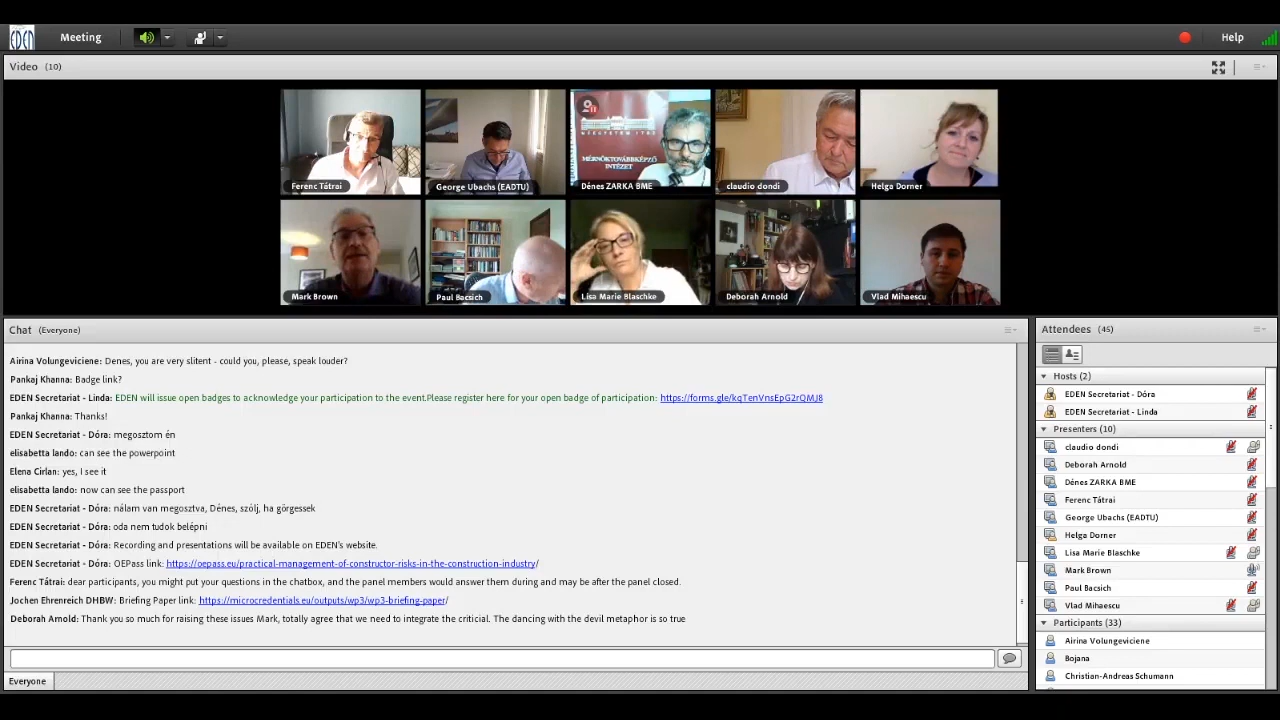 EDEN
Meeting
Help
Video (10)
MŰEGYETEM 1782
MÉRNÖKTOVÁBBKÉPZŐ
INTÉZET
Ferenc Tátrai
George Ubachs (EADTU)
Dénes ZARKA BME
claudio dondi
Helga Dorner
Mark Brown
Paul Bacsich
Lisa Marie Blaschke
Deborah Arnold
Vlad Mihaescu
Chat (Everyone)
Airina Volungeviciene: Denes, you are very slitent - could you, please, speak louder?
Pankaj Khanna: Badge link?
EDEN Secretariat - Linda: EDEN will issue open badges to acknowledge your participation to the event.Please register here for your open badge of participation: https://forms.gle/kqTenVnsEpG2rQMJ8
Pankaj Khanna: Thanks!
EDEN Secretariat - Dóra: megosztom én
elisabetta lando: can see the powerpoint
Elena Cirlan: yes, I see it
elisabetta lando: now can see the passport
EDEN Secretariat - Dóra: nálam van megosztva, Dénes, szólj, ha görgessek
EDEN Secretariat - Dóra: oda nem tudok belépni
EDEN Secretariat - Dóra: Recording and presentations will be available on EDEN's website.
EDEN Secretariat - Dóra: OEPass link: https://oepass.eu/practical-management-of-constructor-risks-in-the-construction-industry/
Ferenc Tátrai: dear participants, you might put your questions in the chatbox, and the panel members would answer them during and may be after the panel closed.
Jochen Ehrenreich DHBW: Briefing Paper link: https://microcredentials.eu/outputs/wp3/wp3-briefing-paper/
Deborah Arnold: Thank you so much for raising these issues Mark, totally agree that we need to integrate the criticial. The dancing with the devil metaphor is so true
Everyone
Attendees (45)
Hosts (2)
EDEN Secretariat - Dóra
EDEN Secretariat - Linda
Presenters (10)
claudio dondi
Deborah Arnold
Dénes ZARKA BME
Ferenc Tátrai
George Ubachs (EADTU)
Helga Dorner
Lisa Marie Blaschke
Mark Brown
Paul Bacsich
Vlad Mihaescu
Participants (33)
Airina Volungeviciene
Bojana
Christian-Andreas Schumann